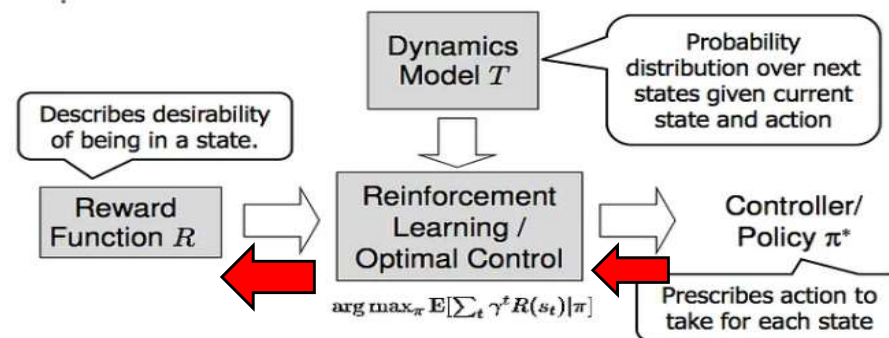 Dynamics
Model T
Probability
distribution over next
states given current
state and action
Describes desirability
of being in a state.
Reward
Function R
Reinforcement
Learning /
Optimal Control
Controller/
Policy π*
arg max_π E[∑_t γ^t R(s_t)|π]
Prescribes action to
take for each state